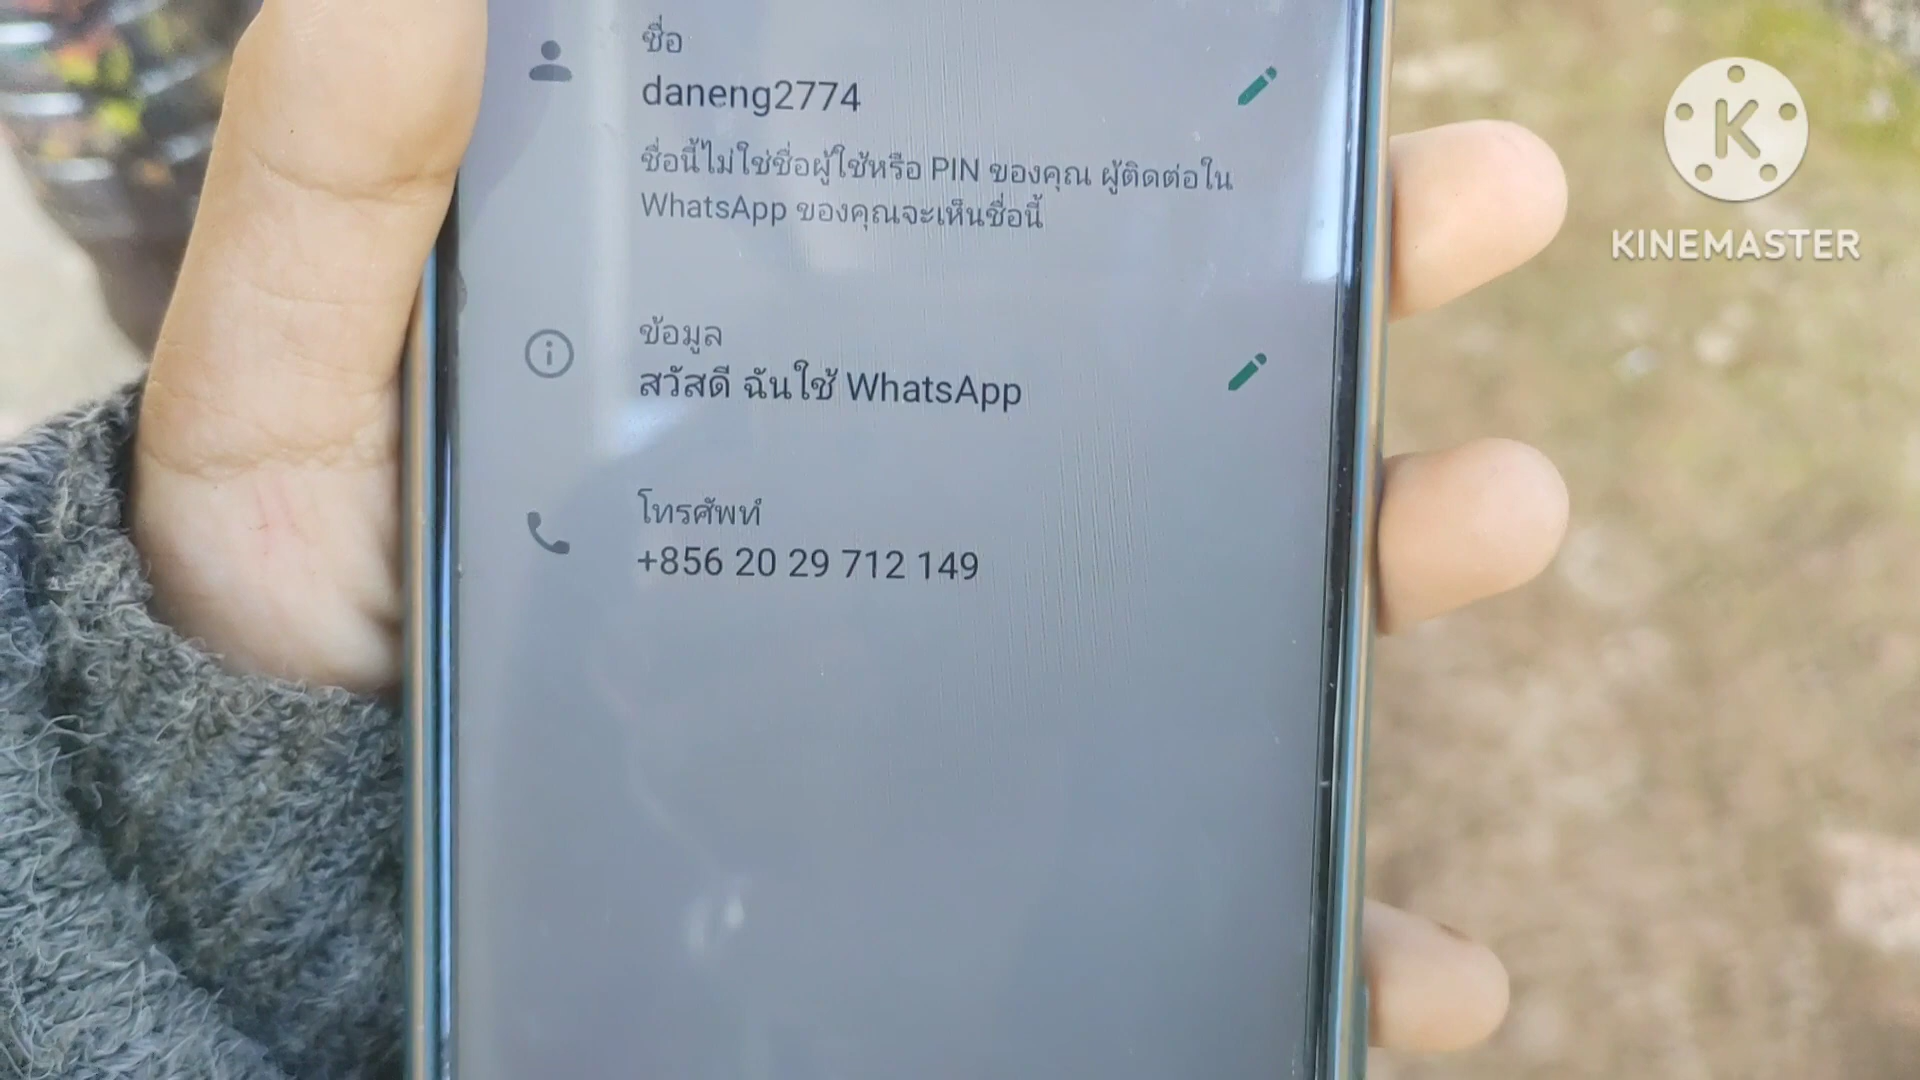 ชื่อ
daneng2774
ชื่อนี้ไม่ใช่ชื่อผู้ใช้หรือ PIN ของคุณ ผู้ติดต่อใน
WhatsApp ของคุณจะเห็นชื่อนี้
ข้อมูล
สวัสดี ฉันใช้ WhatsApp
โทรศัพท์
+856 20 29 712 149
K
KINEMASTER